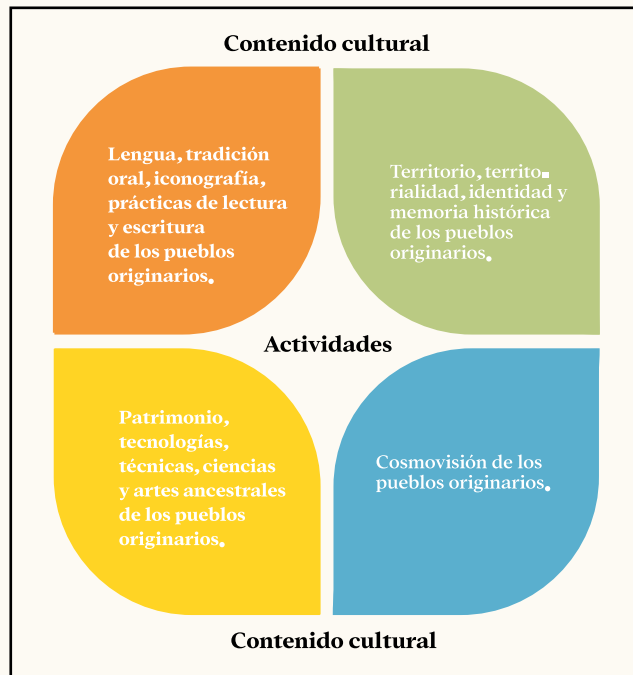 Contenido cultural
Lengua, tradición
oral, iconografía,
prácticas de lectura
y escritura
de los pueblos
originarios.
Territorio, territo-
rialidad, identidad y
memoria histórica
de los pueblos
originarios.
Actividades
Patrimonio,
tecnologías,
técnicas, ciencias
y artes ancestrales
de los pueblos
originarios.
Cosmovisión de los
pueblos originarios.
Contenido cultural